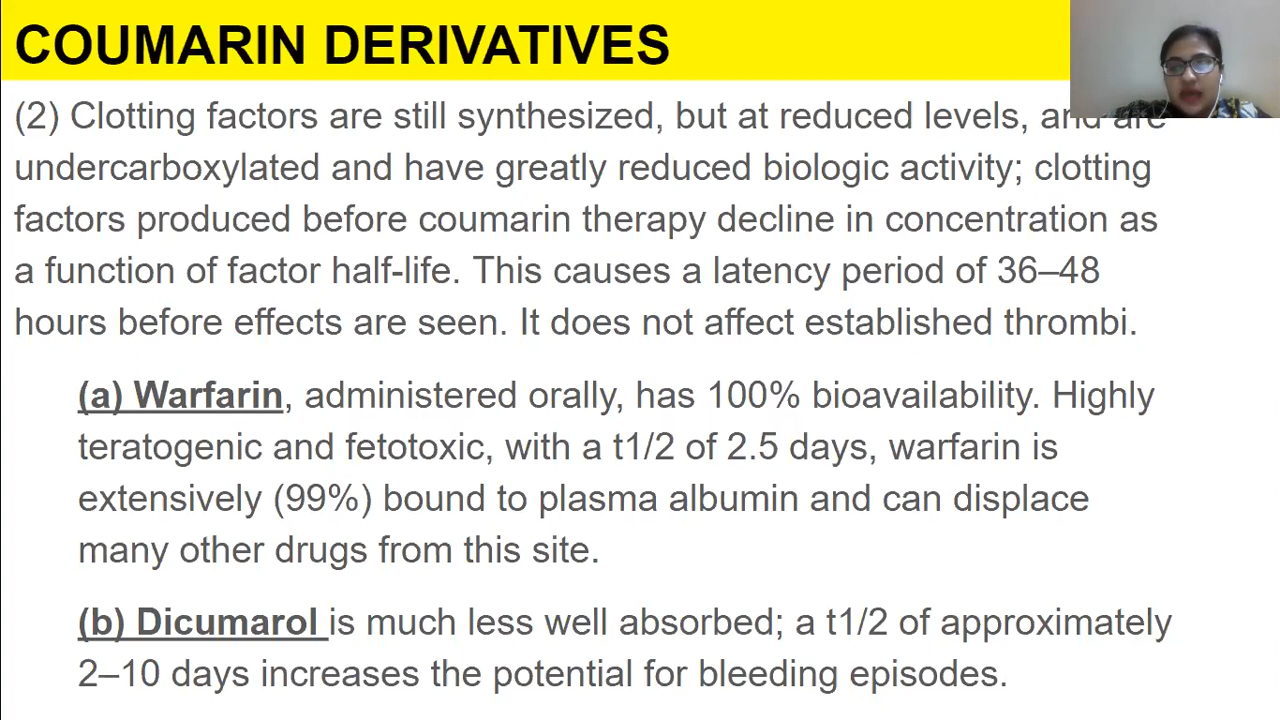 COUMARIN DERIVATIVES
(2) Clotting factors are still synthesized, but at reduced levels, and are
undercarboxylated and have greatly reduced biologic activity; clotting
factors produced before coumarin therapy decline in concentration as
a function of factor half-life. This causes a latency period of 36–48
hours before effects are seen. It does not affect established thrombi.
(a) Warfarin, administered orally, has 100% bioavailability. Highly
teratogenic and fetotoxic, with a t1/2 of 2.5 days, warfarin is
extensively (99%) bound to plasma albumin and can displace
many other drugs from this site.
(b) Dicumarol is much less well absorbed; a t1/2 of approximately
2–10 days increases the potential for bleeding episodes.